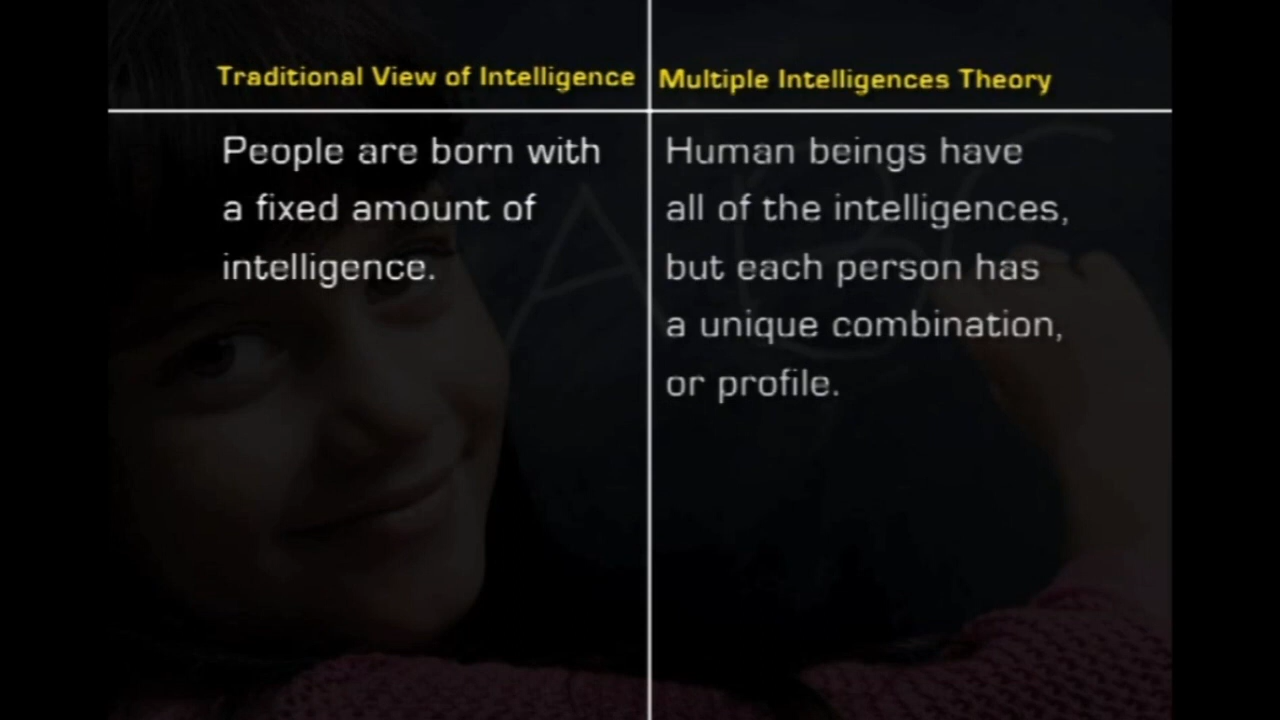 Traditional View of Intelligence
Multiple Intelligences Theory
People are born with
a fixed amount of
intelligence.
Human beings have
all of the intelligences,
but each person has
a unique combination,
or profile.
ABC